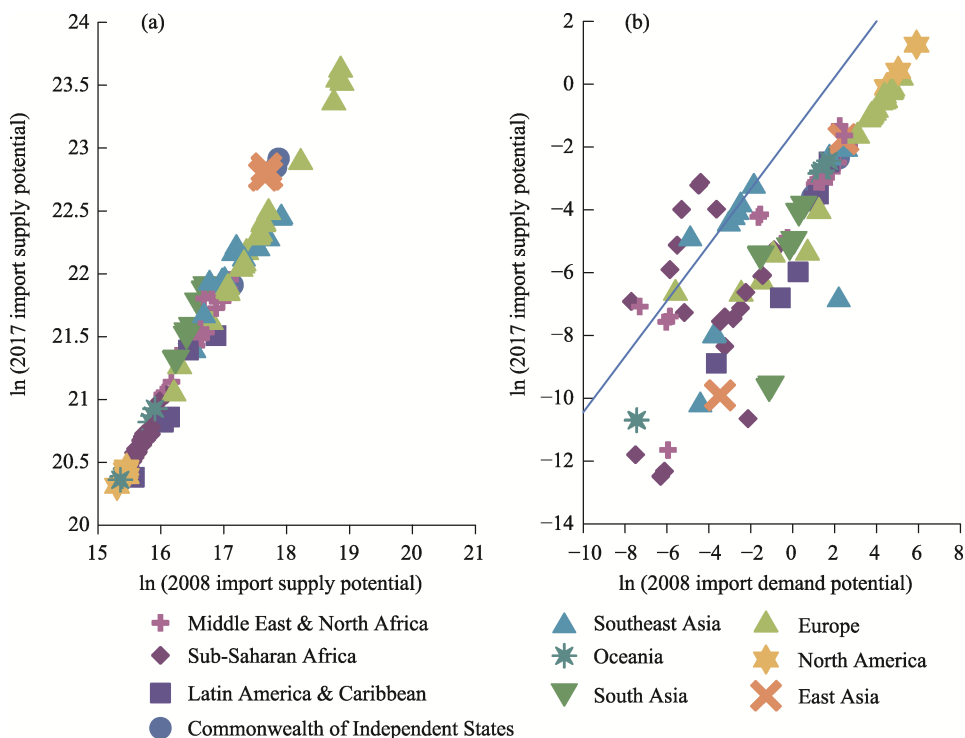 (a)
ln (2017 import supply potential)
24
23.5
23
22.5
22
21.5
21
20.5
20
15
16
17
18
19
20
21
ln (2008 import supply potential)
(b)
ln (2017 import supply potential)
2
0
−2
−4
−6
−8
−10
−12
−14
−10
−8
−6
−4
−2
0
2
4
6
8
ln (2008 import demand potential)
Middle East & North Africa
Sub-Saharan Africa
Latin America & Caribbean
Commonwealth of Independent States
Southeast Asia
Oceania
South Asia
Europe
North America
East Asia